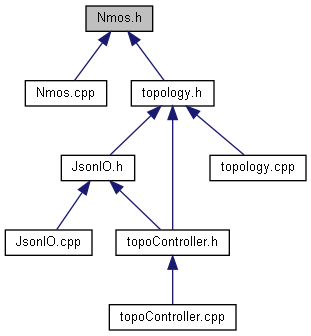 Nmos.h
Nmos.cpp
topology.h
JsonIO.h
topology.cpp
JsonIO.cpp
topoController.h
topoController.cpp